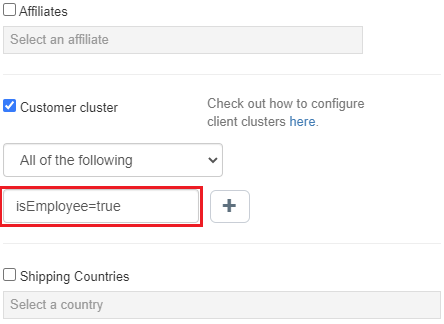 Affiliates
Select an affiliate
Customer cluster
Check out how to configure
client clusters here.
All of the following
isEmployee=true
+
Shipping Countries
Select a country